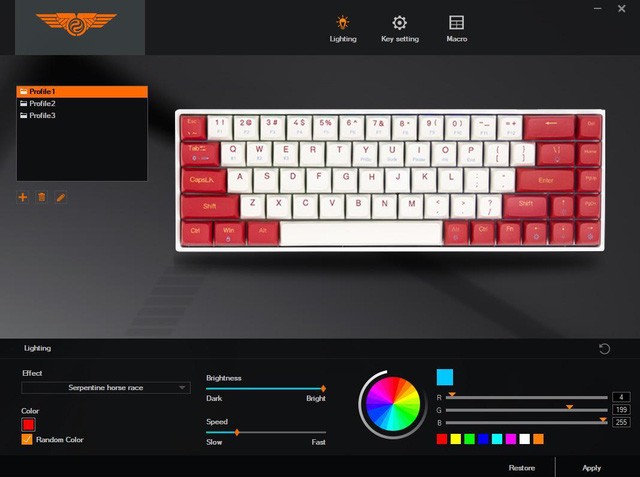 Lighting Key setting Macro
Profile1
Profile2
Profile3
Esc 1 ! 2 @ 3 # 4 $ 5 % 6 ^ 7 & 8 * 9 ( 0 ) - _ = + ← Del
Tab Q W E R T Y U I O P [ { ] } \ | Home
CapsLK A S D F G H J K L ; : ' " Enter PgUp
Shift Z X C V B N M < > ? / Shift ↑ PgDn
Ctrl Win Alt Alt Ctrl Fn ← ↓ →
Lighting
Effect
Serpentine horse race
Color
Random Color
Brightness
Dark Bright
Speed
Slow Fast
R 4
G 199
B 255
Restore Apply